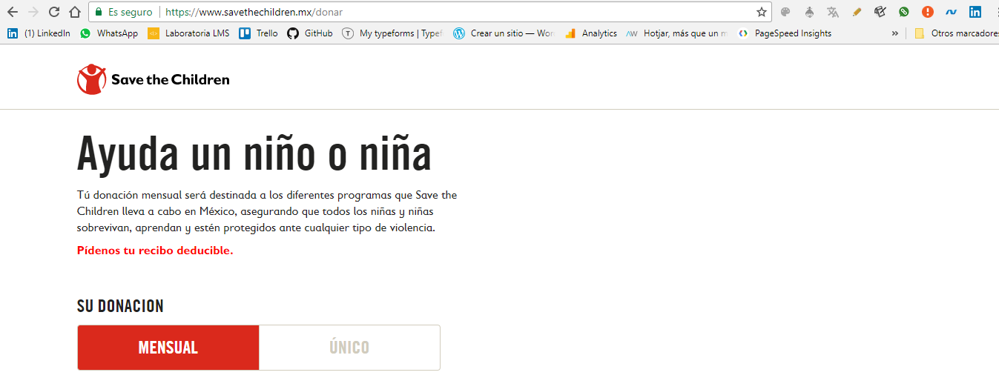 Es seguro https://www.savethechildren.mx/donar
(1) LinkedIn WhatsApp Laboratoria LMS Trello GitHub My typeforms | Typef Crear un sitio — Wor Analytics Hotjar, más que un m PageSpeed Insights » Otros marcadores
Save the Children
Ayuda un niño o niña
Tú donación mensual será destinada a los diferentes programas que Save the
Children lleva a cabo en México, asegurando que todos los niñas y niñas
sobrevivan, aprendan y estén protegidos ante cualquier tipo de violencia.
Pídenos tu recibo deducible.
SU DONACION
MENSUAL ÚNICO